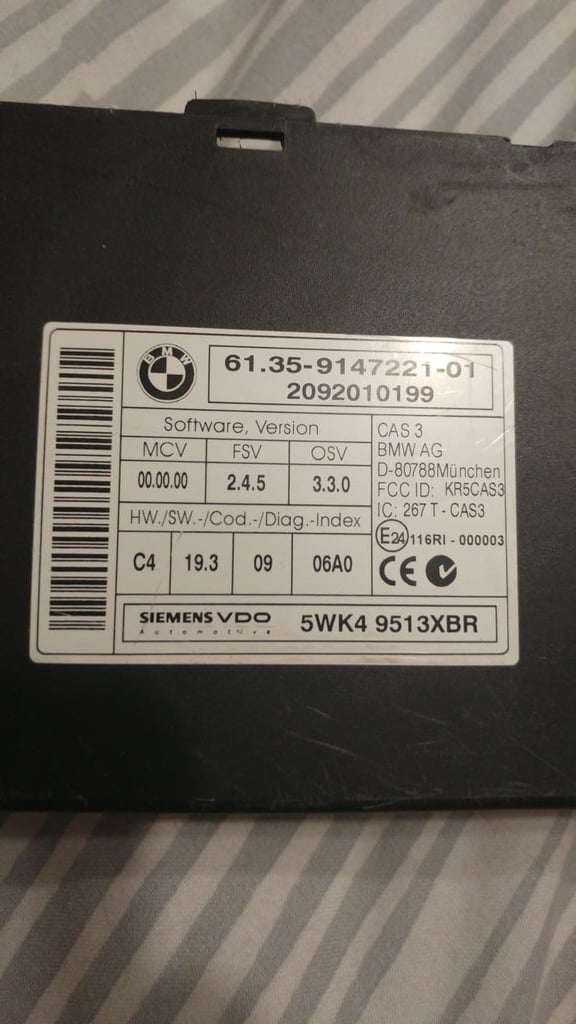 BMW
61.35-9147221-01
2092010199
Software, Version
MCV FSV OSV
00.00.00 2.4.5 3.3.0
HW./SW.-/Cod.-/Diag.-Index
C4 19.3 09 06A0
CAS 3
BMW AG
D-80788München
FCC ID: KR5CAS3
IC: 267 T - CAS3
E24 116RI - 000003
CE
SIEMENS VDO
Automotive
5WK4 9513XBR